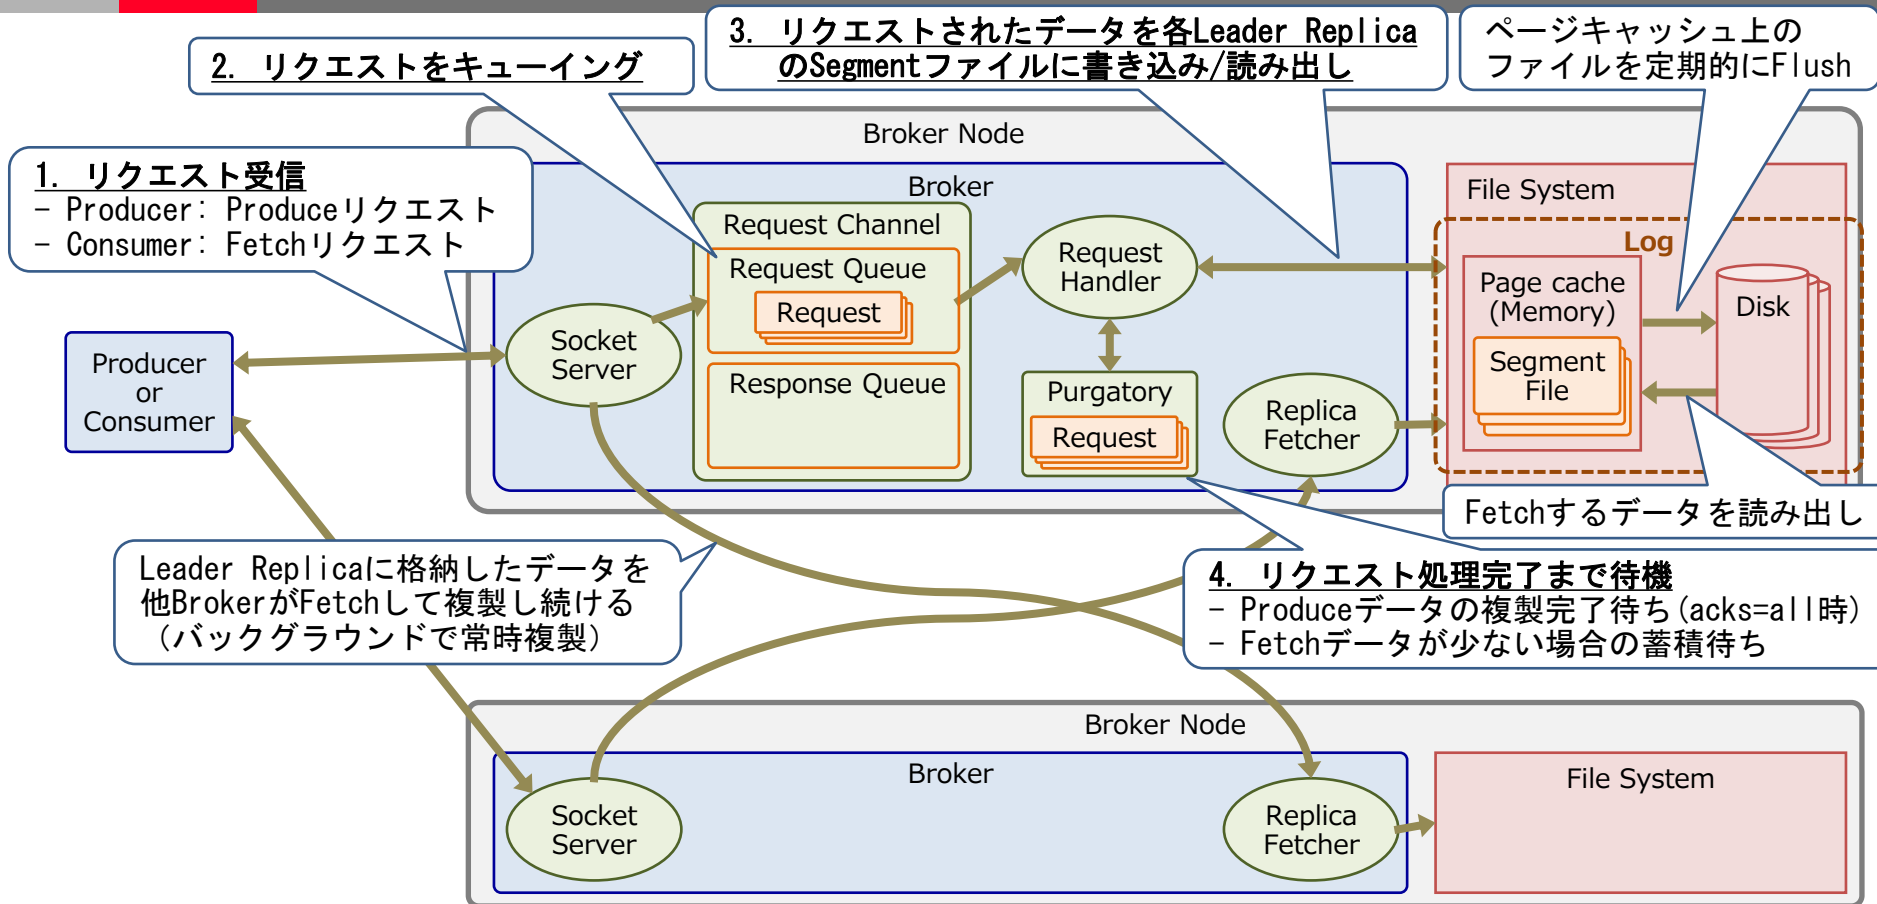 3. リクエストされたデータを各Leader Replica
のSegmentファイルに書き込み/読み出し
ページキャッシュ上の
ファイルを定期的にFlush
2. リクエストをキューイング
1. リクエスト受信
- Producer: Produceリクエスト
- Consumer: Fetchリクエスト
Broker Node
Broker
File System
Request Channel
Request Queue
Request
Response Queue
Request
Handler
Log
Page cache
(Memory)
Segment
File
Disk
Socket
Server
Producer
or
Consumer
Purgatory
Request
Replica
Fetcher
Fetchするデータを読み出し
Leader Replicaに格納したデータを
他BrokerがFetchして複製し続ける
（バックグラウンドで常時複製）
4. リクエスト処理完了まで待機
- Produceデータの複製完了待ち(acks=all時)
- Fetchデータが少ない場合の蓄積待ち
Broker Node
Broker
File System
Socket
Server
Replica
Fetcher